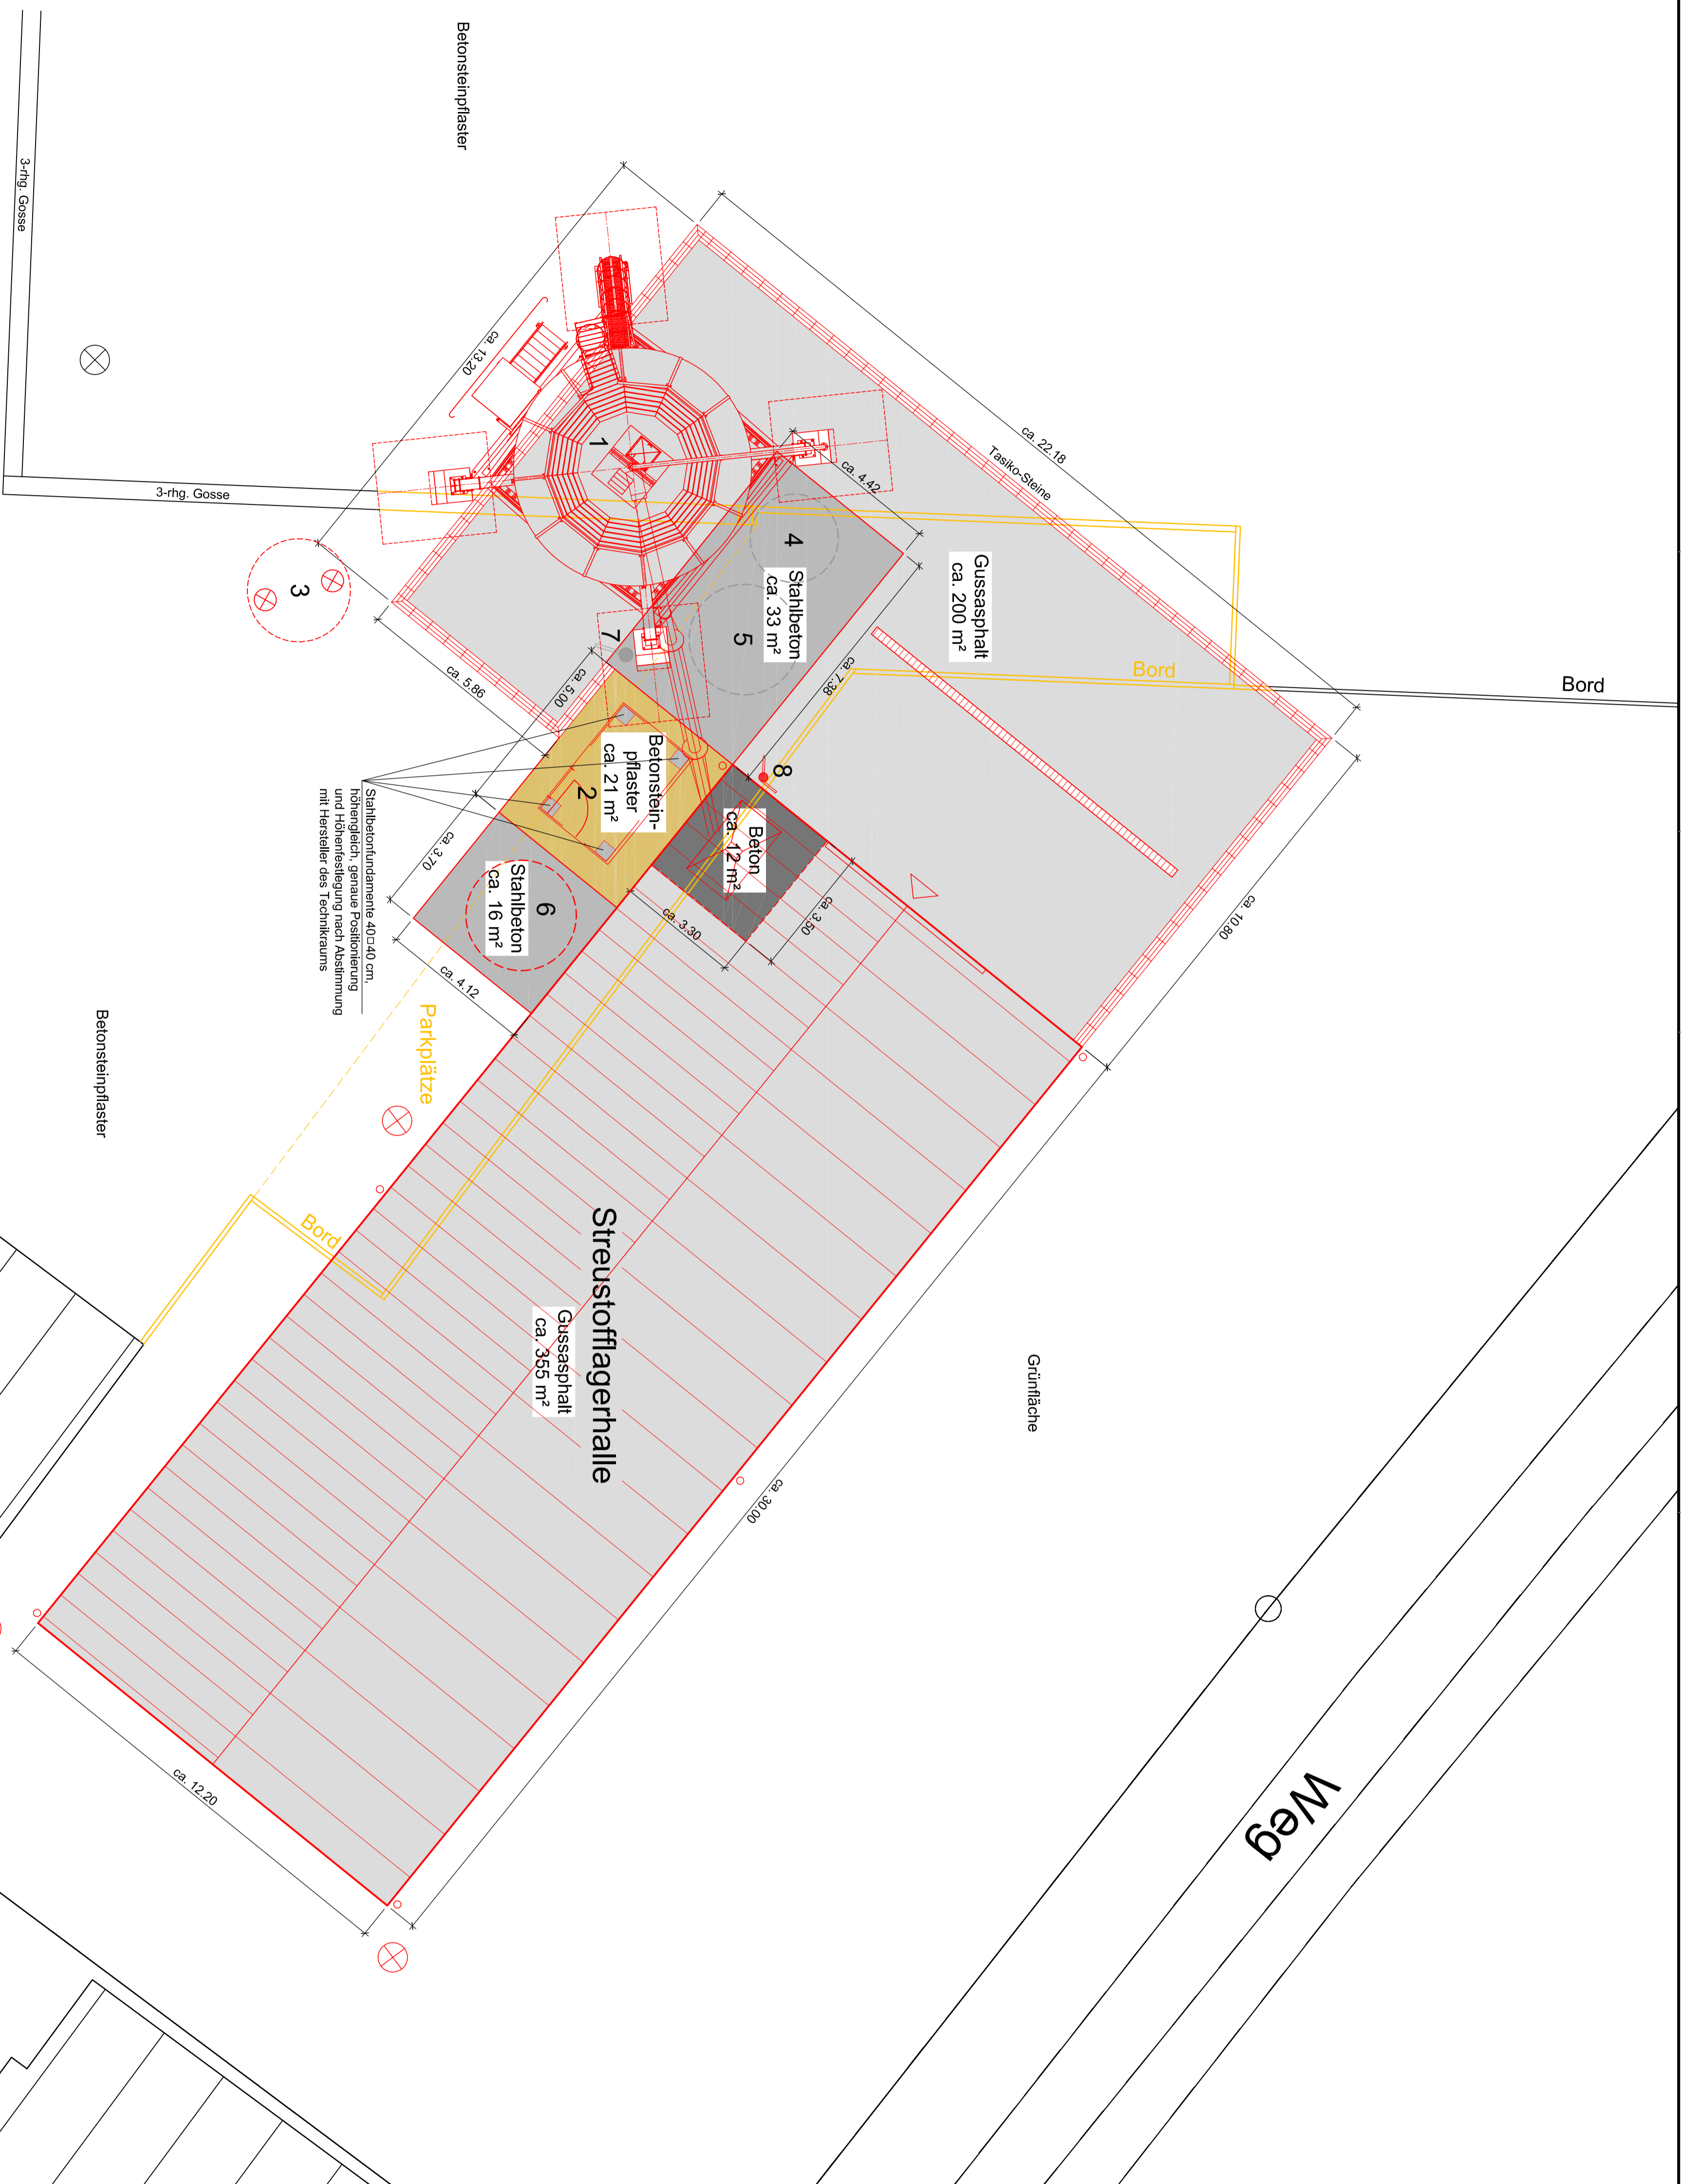 Betonsteinpflaster
3-rhg. Gosse
3-rhg. Gosse
ca. 13.20
ca. 22.18
Tasiko-Steine
ca. 4.42
Gussasphalt
ca. 200 m²
Bord
Bord
1
3
4
Stahlbeton
ca. 33 m²
5
7
ca. 7.38
ca. 5.86
ca. 5.00
8
Betonstein-
pflaster
ca. 21 m²
2
Beton
ca. 12 m²
ca. 3.50
ca. 3.30
ca. 10.80
Stahlbetonfundamente 40□40 cm,
höhengleich, genaue Positionierung
und Höhenfestlegung nach Abstimmung
mit Hersteller des Technikraums
ca. 3.70
6
Stahlbeton
ca. 16 m²
ca. 4.12
Parkplätze
Betonsteinpflaster
Bord
Streustofflagerhalle
Gussasphalt
ca. 355 m²
Grünfläche
ca. 30.00
ca. 12.20
Weg